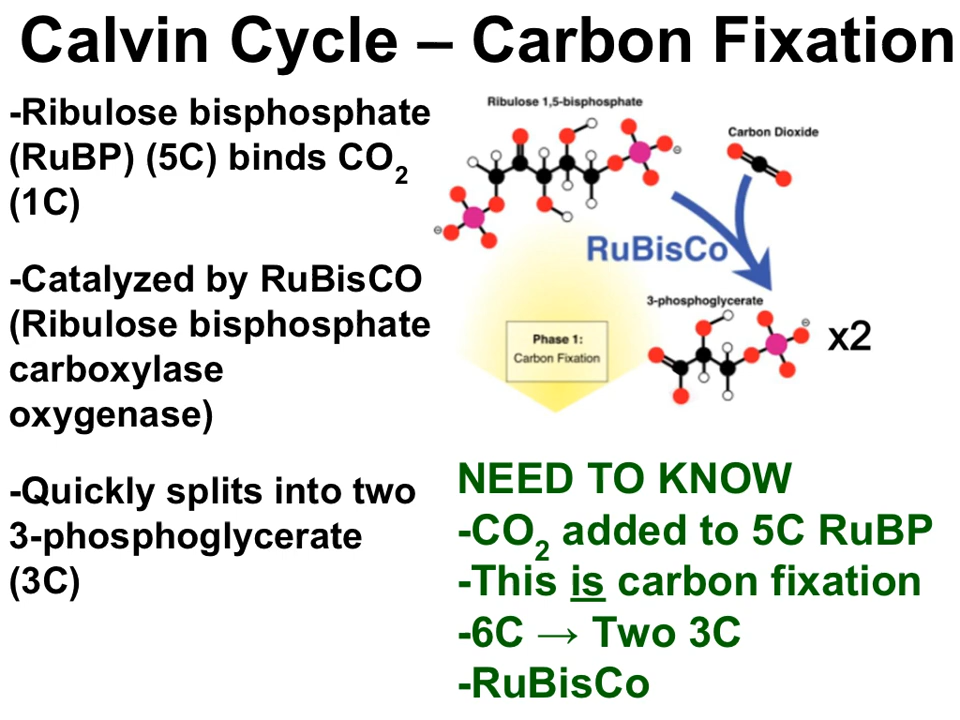 Calvin Cycle – Carbon Fixation
-Ribulose bisphosphate
(RuBP) (5C) binds CO₂
(1C)
-Catalyzed by RuBisCO
(Ribulose bisphosphate
carboxylase
oxygenase)
-Quickly splits into two
3-phosphoglycerate
(3C)
Ribulose 1,5-bisphosphate
Carbon Dioxide
RuBisCo
3-phosphoglycerate
x2
Phase 1:
Carbon Fixation
NEED TO KNOW
-CO₂ added to 5C RuBP
-This is carbon fixation
-6C → Two 3C
-RuBisCo